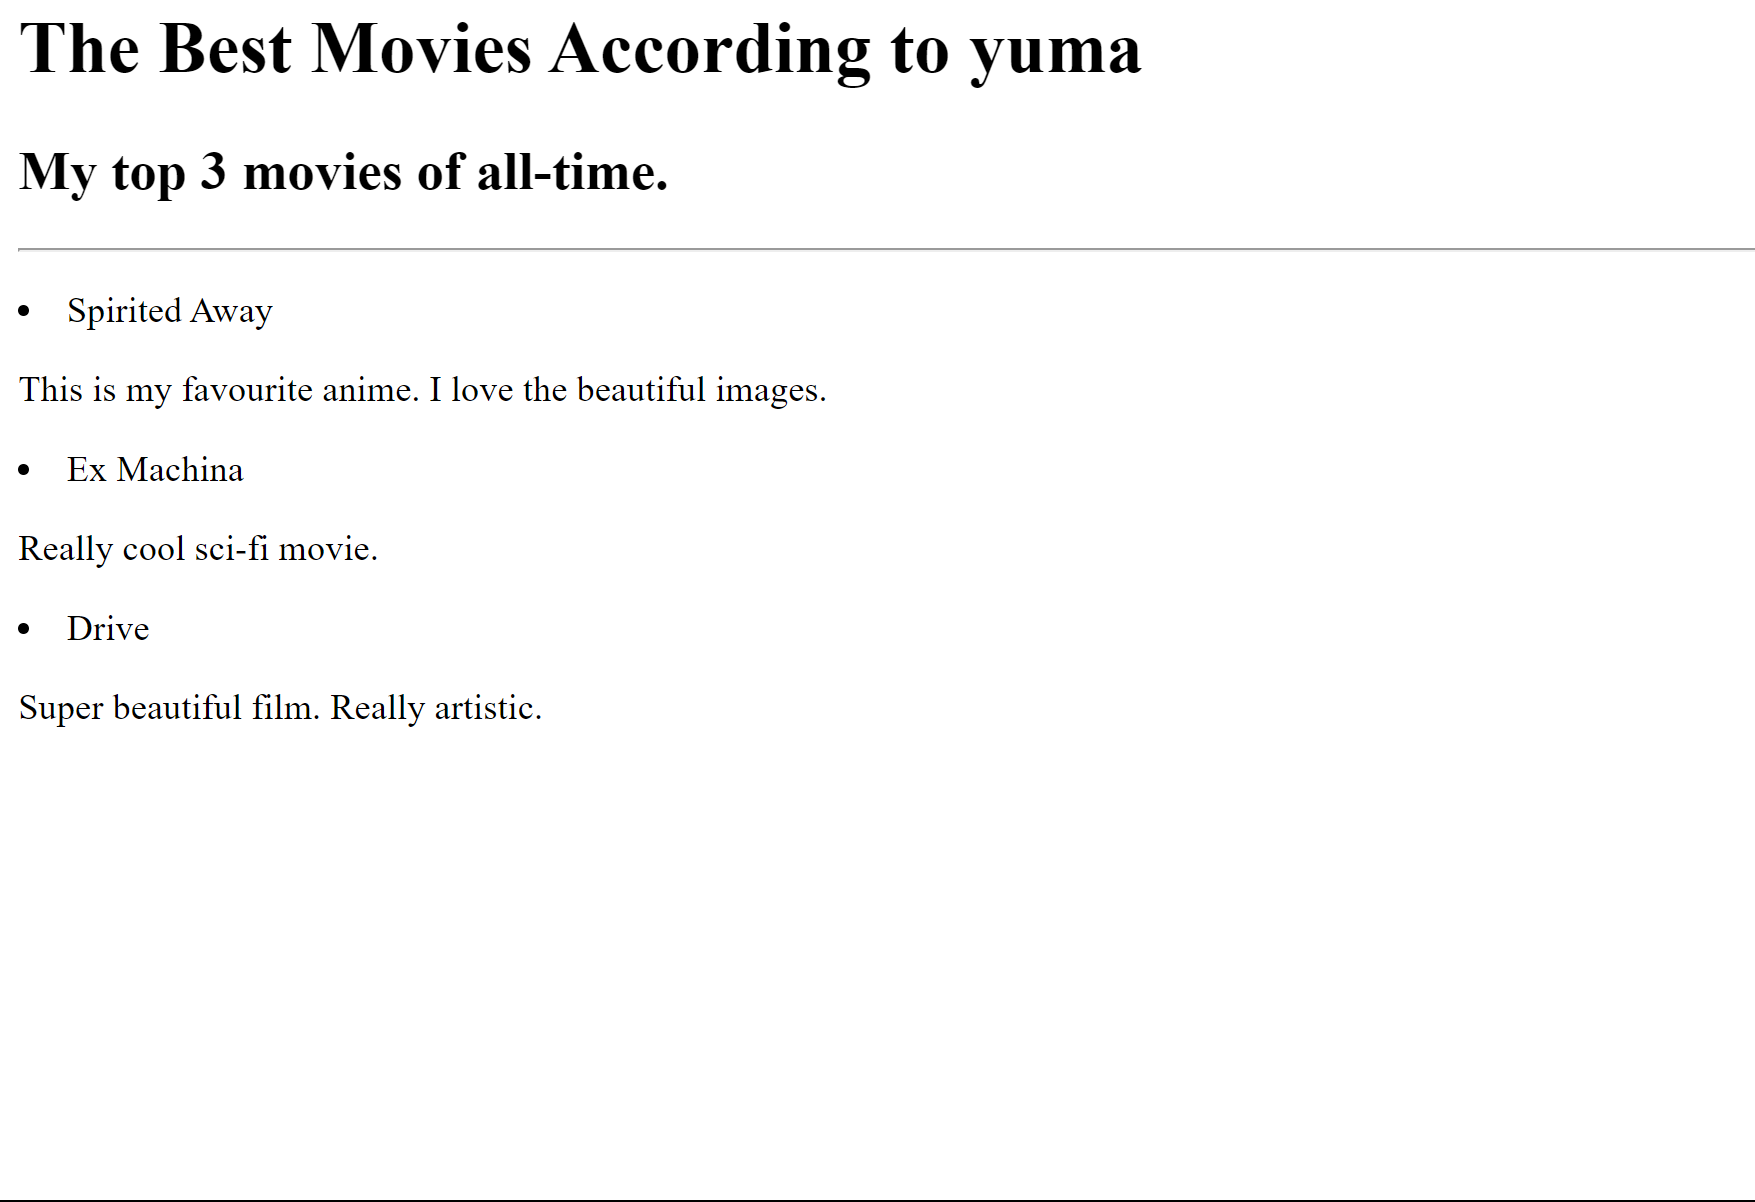 The Best Movies According to yuma
My top 3 movies of all-time.
• Spirited Away
This is my favourite anime. I love the beautiful images.
• Ex Machina
Really cool sci-fi movie.
• Drive
Super beautiful film. Really artistic.